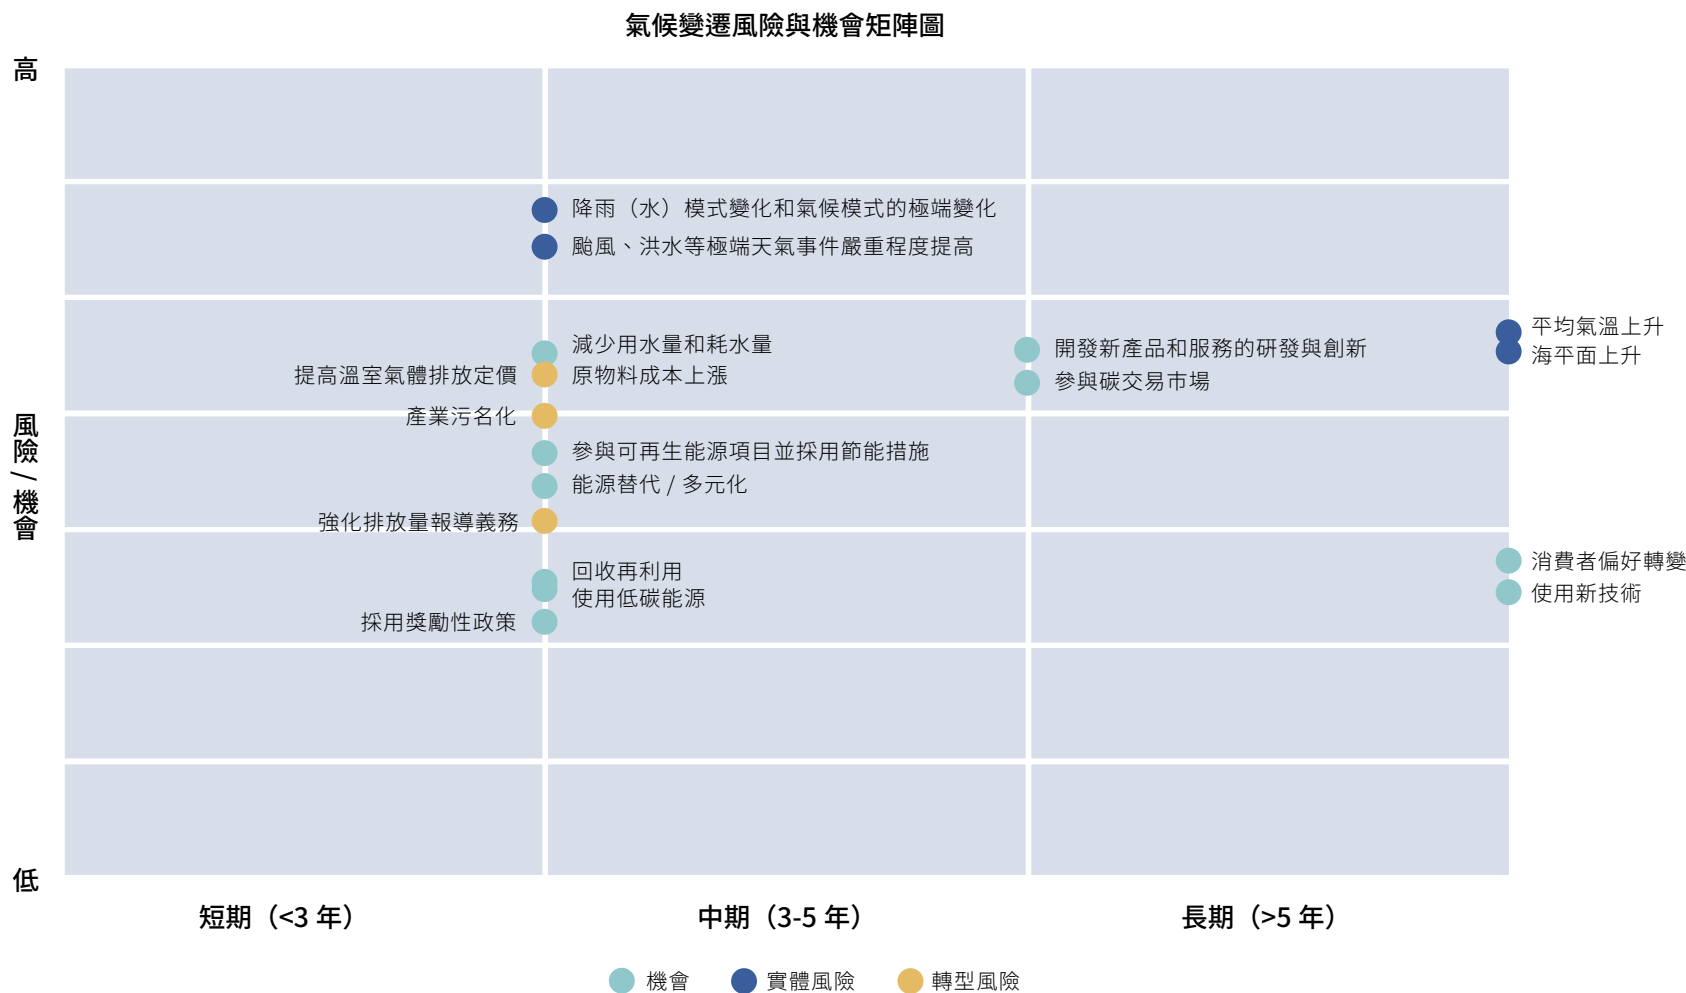 氣候變遷風險與機會矩陣圖
高
降雨（水）模式變化和氣候模式的極端變化
颱風、洪水等極端天氣事件嚴重程度提高
平均氣溫上升
海平面上升
減少用水量和耗水量
開發新產品和服務的研發與創新
提高溫室氣體排放定價
原物料成本上漲
參與碳交易市場
產業污名化
風險/機會
參與可再生能源項目並採用節能措施
能源替代 / 多元化
強化排放量報導義務
消費者偏好轉變
使用新技術
回收再利用
使用低碳能源
採用獎勵性政策
低
短期（<3 年）
中期（3-5 年）
長期（>5 年）
機會
實體風險
轉型風險